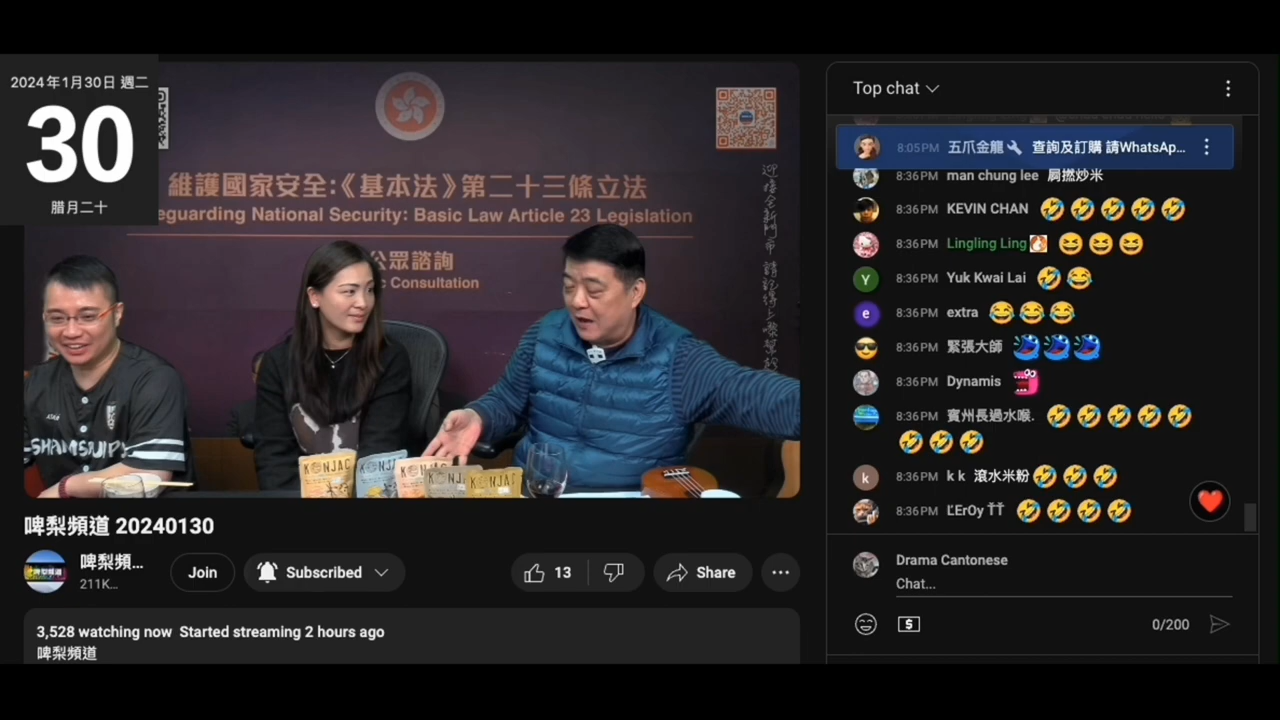 2024年1月30日 週二
30
腊月二十
維護國家安全:《基本法》第二十三條立法
eguarding National Security: Basic Law Article 23 Legislation
公眾諮詢
Consultation
KONJAC
KONJAC
KONJAC
啤梨頻道 20240130
啤梨頻...
211K...
Join
Subscribed
13
Share
3,528 watching now Started streaming 2 hours ago
啤梨頻道
Top chat
8:05PM 五爪金龍 查詢及訂購 請WhatsAp...
8:36PM man chung lee 屙撚炒米
8:36PM KEVIN CHAN
8:36PM Lingling Ling
8:36PM Yuk Kwai Lai
Y
8:36PM extra
e
8:36PM 緊張大師
8:36PM Dynamis
8:36PM 賓州長過水喉.
8:36PM k k 滾水米粉
k
8:36PM ĽErOy
Drama Cantonese
Chat...
0/200